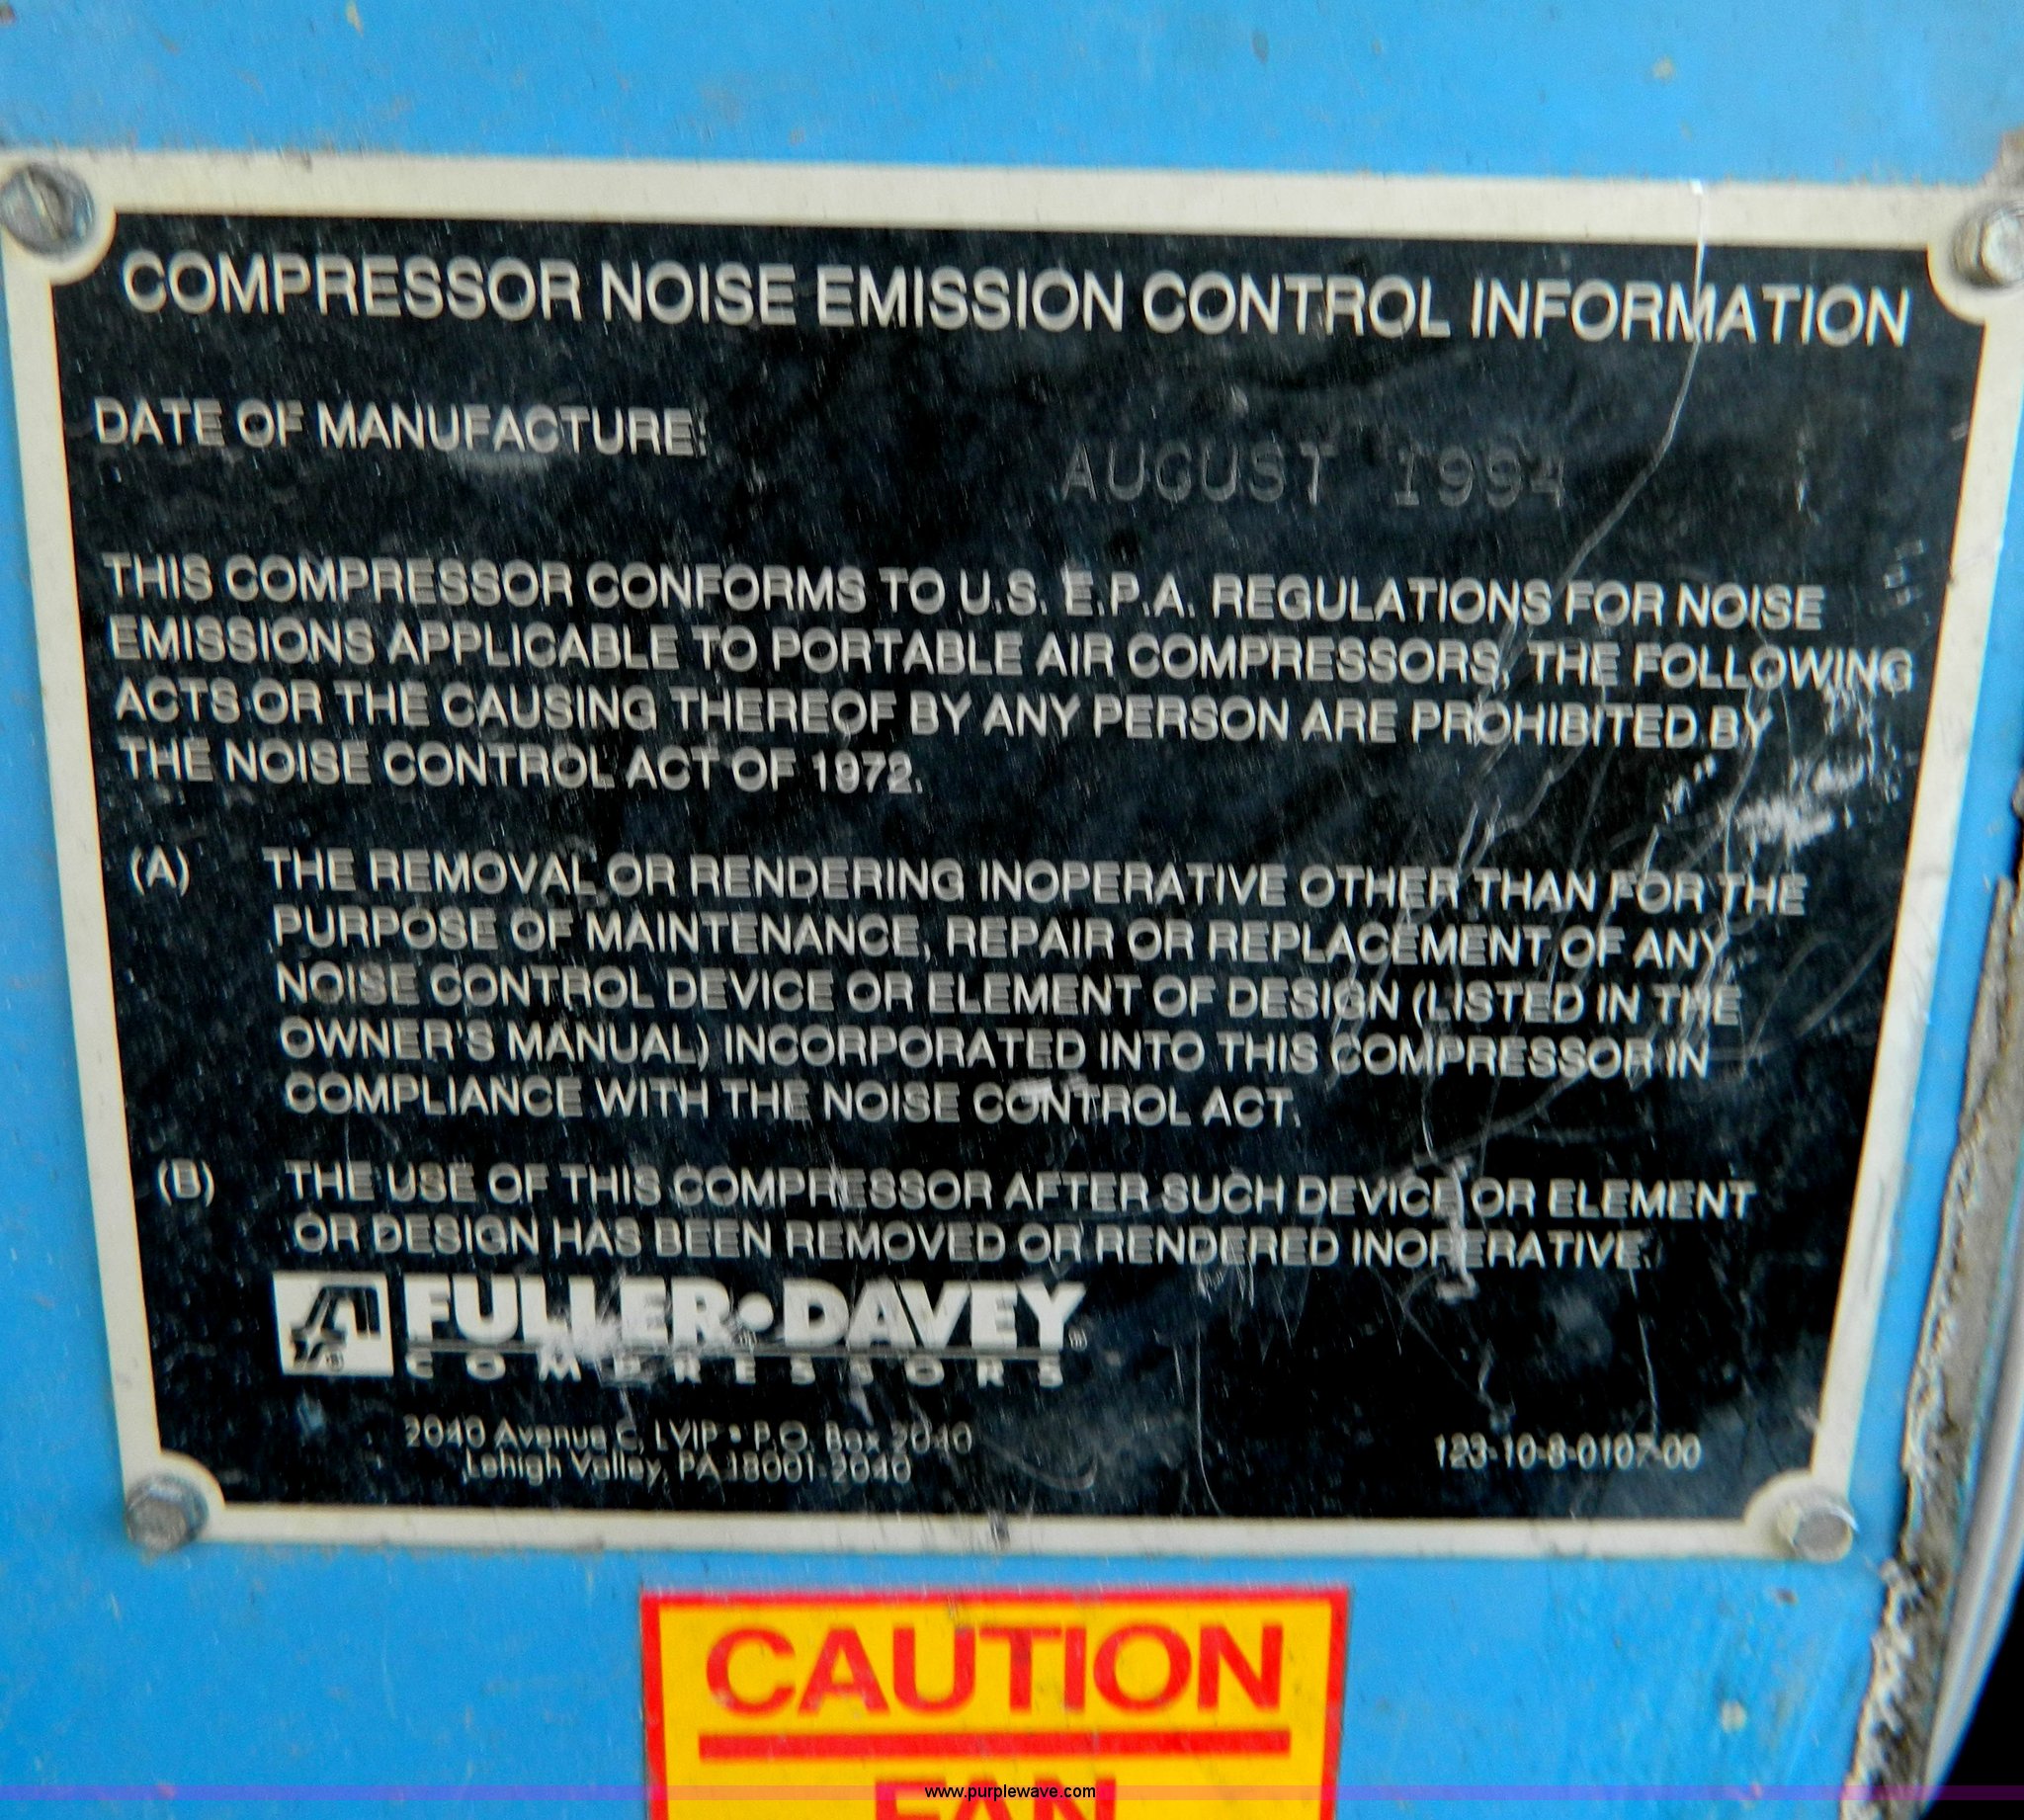 COMPRESSOR NOISE EMISSION CONTROL INFORMATION
DATE OF MANUFACTURE: AUGUST 1994
THIS COMPRESSOR CONFORMS TO U.S. E.P.A. REGULATIONS FOR NOISE
EMISSIONS APPLICABLE TO PORTABLE AIR COMPRESSORS. THE FOLLOWING
ACTS OR THE CAUSING THEREOF BY ANY PERSON ARE PROHIBITED BY
THE NOISE CONTROL ACT OF 1972.
(A) THE REMOVAL OR RENDERING INOPERATIVE OTHER THAN FOR THE
PURPOSE OF MAINTENANCE, REPAIR OR REPLACEMENT OF ANY
NOISE CONTROL DEVICE OR ELEMENT OF DESIGN (LISTED IN THE
OWNER'S MANUAL) INCORPORATED INTO THIS COMPRESSOR IN
COMPLIANCE WITH THE NOISE CONTROL ACT.
(B) THE USE OF THIS COMPRESSOR AFTER SUCH DEVICE OR ELEMENT
OR DESIGN HAS BEEN REMOVED OR RENDERED INOPERATIVE.
FULLER•DAVEY®
COMPRESSORS
2040 Avenue C, LVIP • P.O. Box 2040
Lehigh Valley, PA 18001-2040
123-10-8-0107-00
CAUTION
FAN
www.purplewave.com